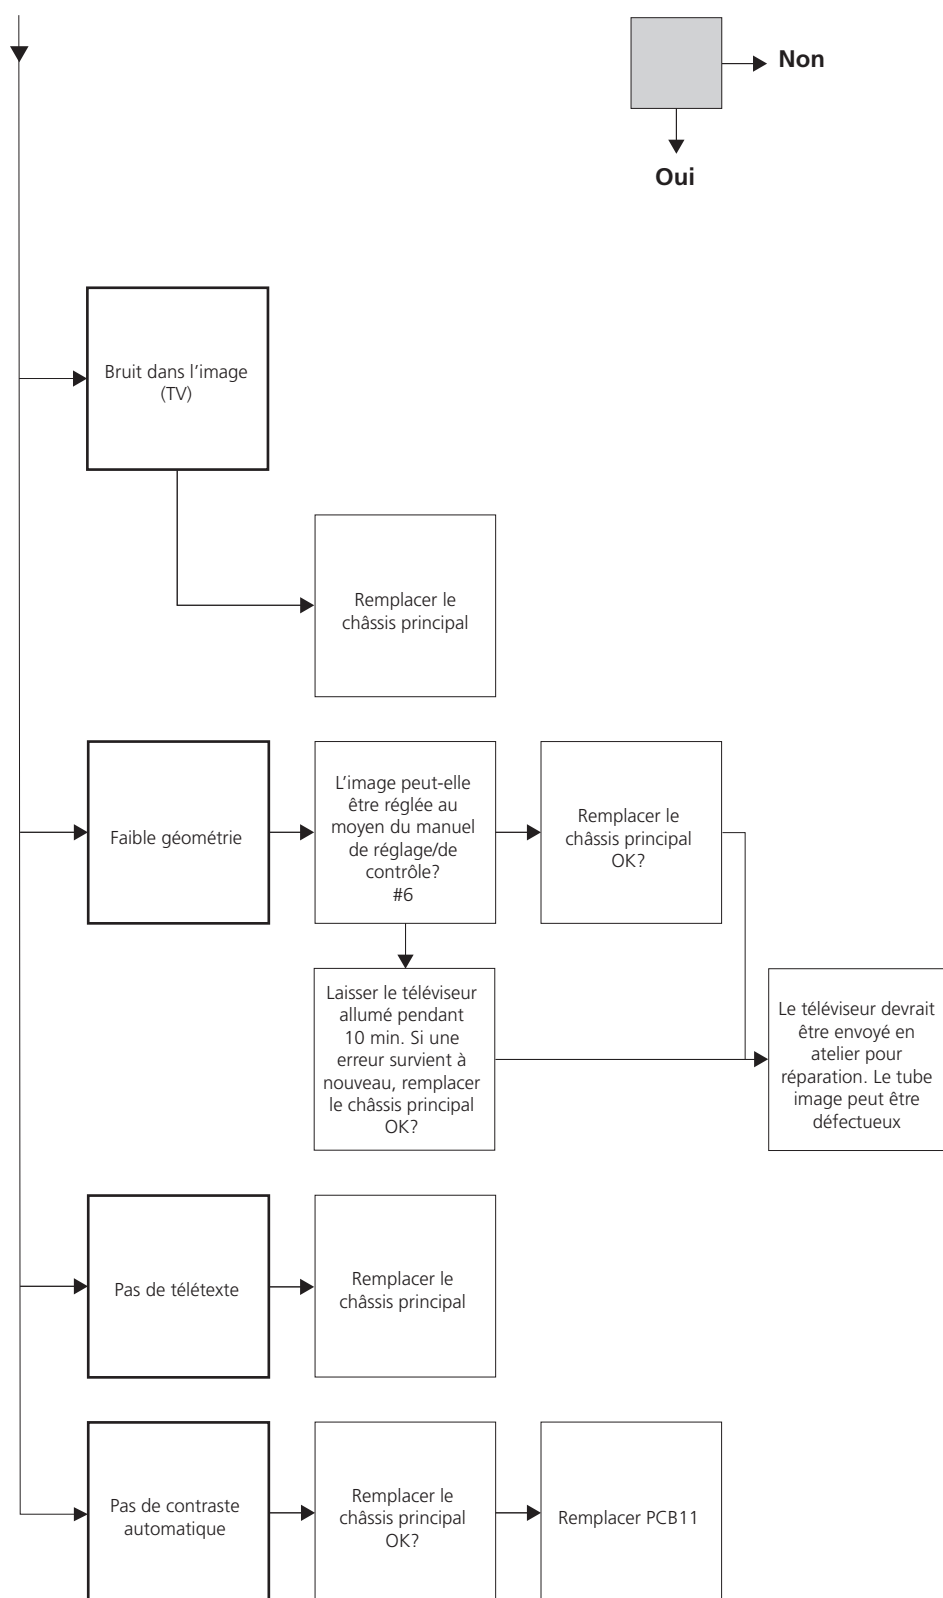 Non
Oui
Bruit dans l'image
(TV)
Remplacer le
châssis principal
Faible géométrie
L'image peut-elle
être réglée au
moyen du manuel
de réglage/de
contrôle?
#6
Remplacer le
châssis principal
OK?
Laisser le téléviseur
allumé pendant
10 min. Si une
erreur survient à
nouveau, remplacer
le châssis principal
OK?
Le téléviseur devrait
être envoyé en
atelier pour
réparation. Le tube
image peut être
défectueux
Pas de télétexte
Remplacer le
châssis principal
Pas de contraste
automatique
Remplacer le
châssis principal
OK?
Remplacer PCB11